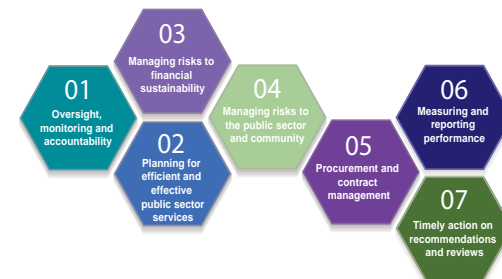 01
Oversight,
monitoring and
accountability
02
Planning for
efficient and
effective
public sector
services
03
Managing risks to
financial
sustainability
04
Managing risks to
the public sector
and community
05
Procurement and
contract
management
06
Measuring and
reporting
performance
07
Timely action on
recommendations
and reviews